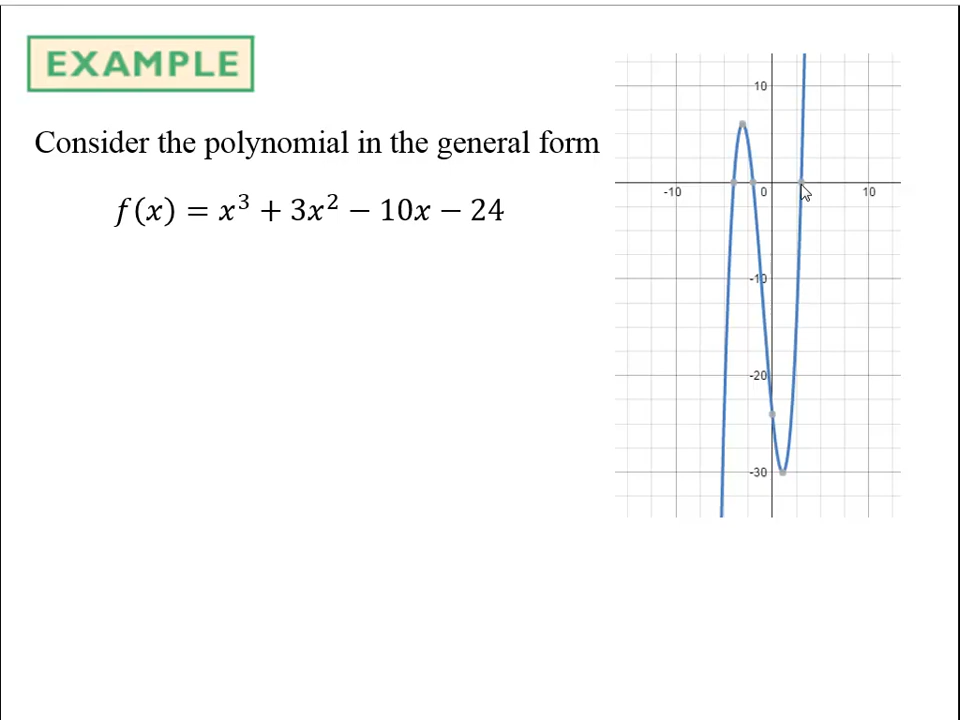 EXAMPLE
Consider the polynomial in the general form
f(x) = x³ + 3x² − 10x − 24
10
-10 0 10
-10
-20
-30